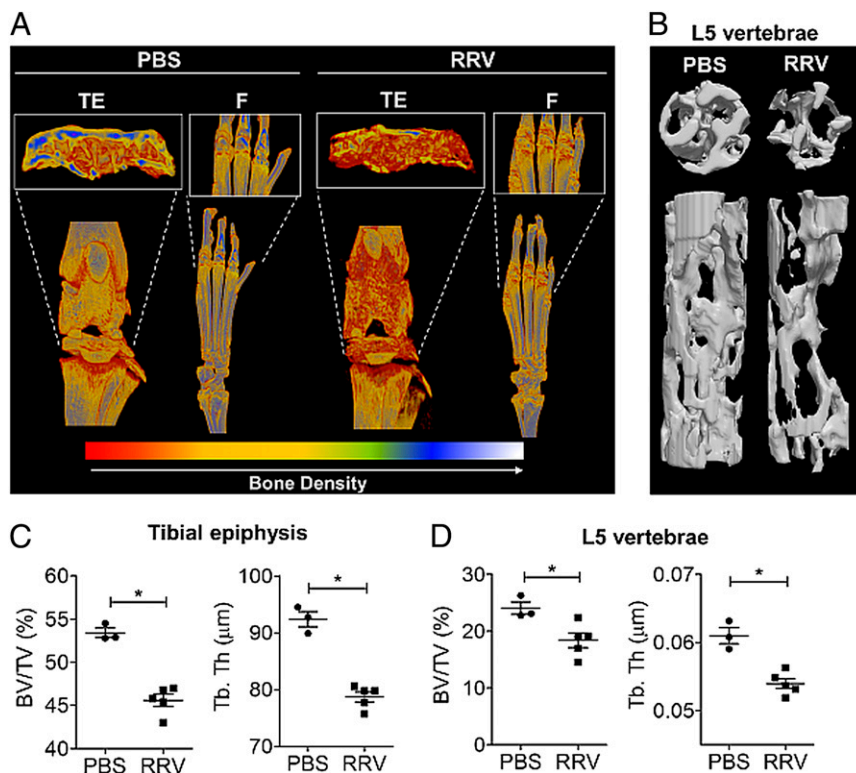 A
PBS
RRV
TE
F
TE
F
Bone Density
B
L5 vertebrae
PBS
RRV
C
Tibial epiphysis
BV/TV (%)
60
55
50
45
40
*
PBS
RRV
Tb. Th (μm)
100
90
80
70
*
PBS
RRV
D
L5 vertebrae
BV/TV (%)
30
20
10
0
*
PBS
RRV
Tb. Th (μm)
0.07
0.06
0.05
*
PBS
RRV